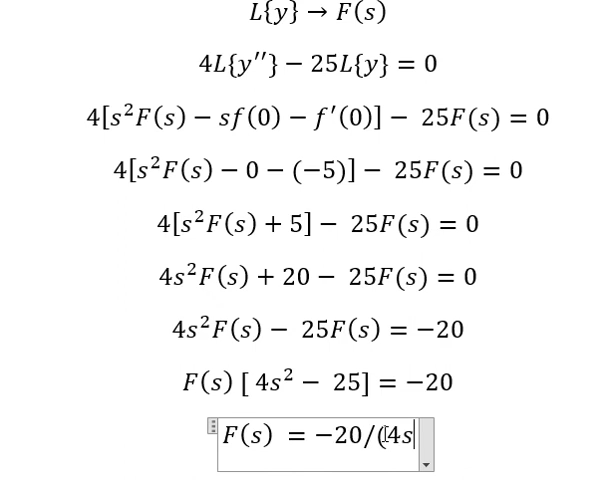 L{y} → F(s)
4L{y′′} − 25L{y} = 0
4[s²F(s) − sf(0) − f′(0)] − 25F(s) = 0
4[s²F(s) − 0 − (−5)] − 25F(s) = 0
4[s²F(s) + 5] − 25F(s) = 0
4s²F(s) + 20 − 25F(s) = 0
4s²F(s) − 25F(s) = −20
F(s) [ 4s² − 25] = −20
F(s) = −20/(4s